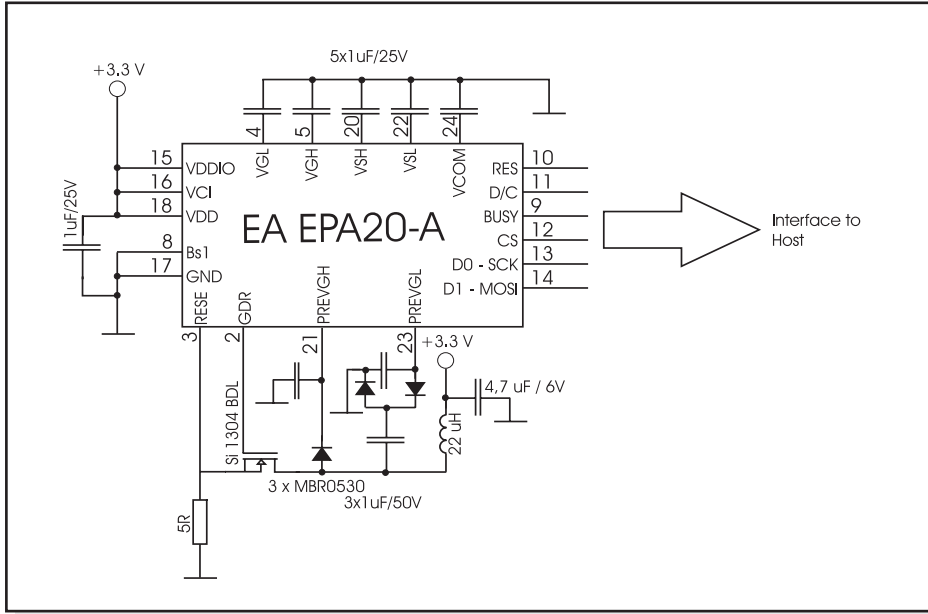 5x1uF/25V
+3.3 V
4
5
20
22
24
VGL
VGH
VSH
VSL
VCOM
15
VDDIO
16
VCI
18
VDD
8
Bs1
17
GND
1uF/25V
EA EPA20-A
RES
10
D/C
11
BUSY
9
CS
12
D0 - SCK
13
D1 - MOSI
14
Interface to
Host
RESE
GDR
PREVGH
PREVGL
3
2
21
23
+3.3 V
4,7 uF / 6V
22 uH
Si 1304 BDL
3 x MBR0530
3x1uF/50V
5R